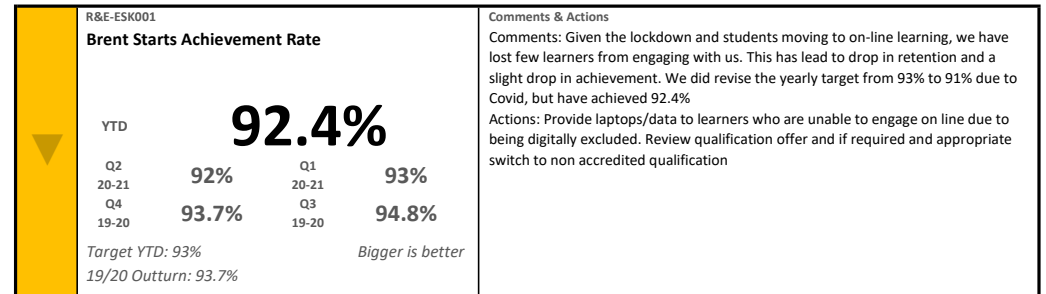 R&E-ESK001
Brent Starts Achievement Rate
YTD 92.4%
Q2 20-21 92% Q1 20-21 93%
Q4 19-20 93.7% Q3 19-20 94.8%
Target YTD: 93% Bigger is better
19/20 Outturn: 93.7%
Comments & Actions
Comments: Given the lockdown and students moving to on-line learning, we have
lost few learners from engaging with us. This has lead to drop in retention and a
slight drop in achievement. We did revise the yearly target from 93% to 91% due to
Covid, but have achieved 92.4%
Actions: Provide laptops/data to learners who are unable to engage on line due to
being digitally excluded. Review qualification offer and if required and appropriate
switch to non accredited qualification